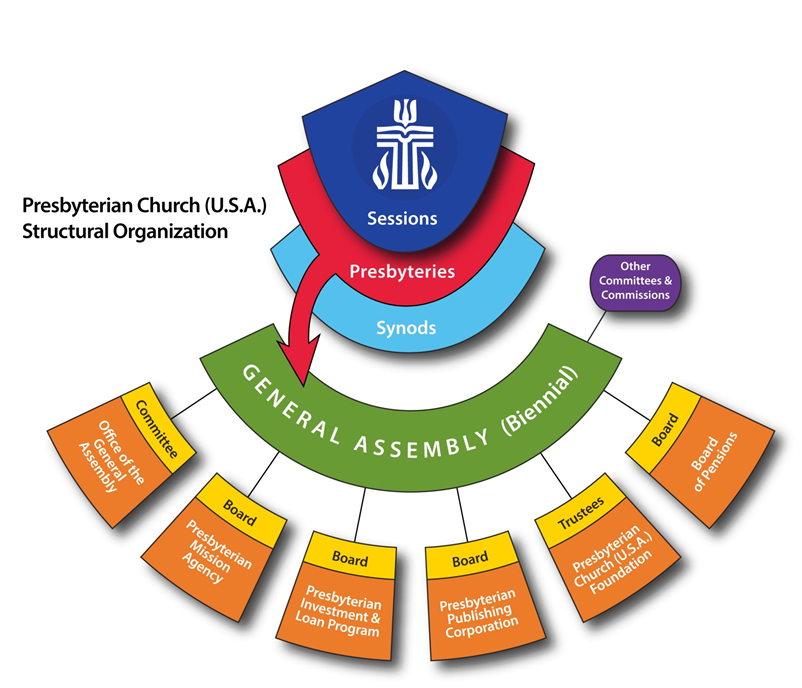 Presbyterian Church (U.S.A.)
Structural Organization
Sessions
Presbyteries
Synods
Other
Committees &
Commissions
GENERAL ASSEMBLY (Biennial)
Committee
Office of the
General
Assembly
Board
Presbyterian
Mission
Agency
Board
Presbyterian
Investment &
Loan Program
Board
Presbyterian
Publishing
Corporation
Trustees
Presbyterian
Church (U.S.A.)
Foundation
Board
Board
of Pensions